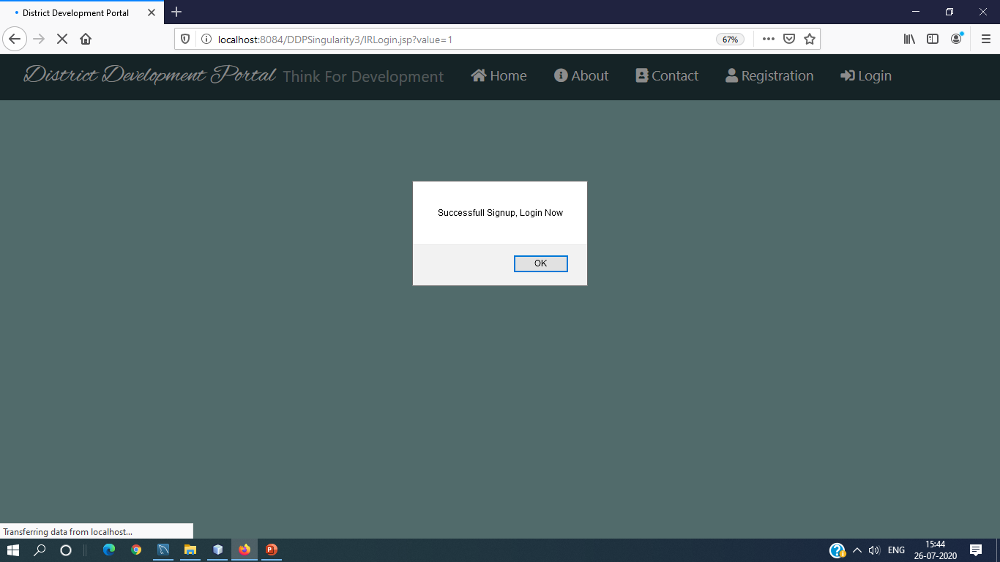 District Development Portal
localhost:8084/DDPSingularity3/IRLogin.jsp?value=1
67%
District Development Portal Think For Development Home About Contact Registration Login
Successfull Signup, Login Now
OK
Transferring data from localhost...
ENG
15:44
26-07-2020